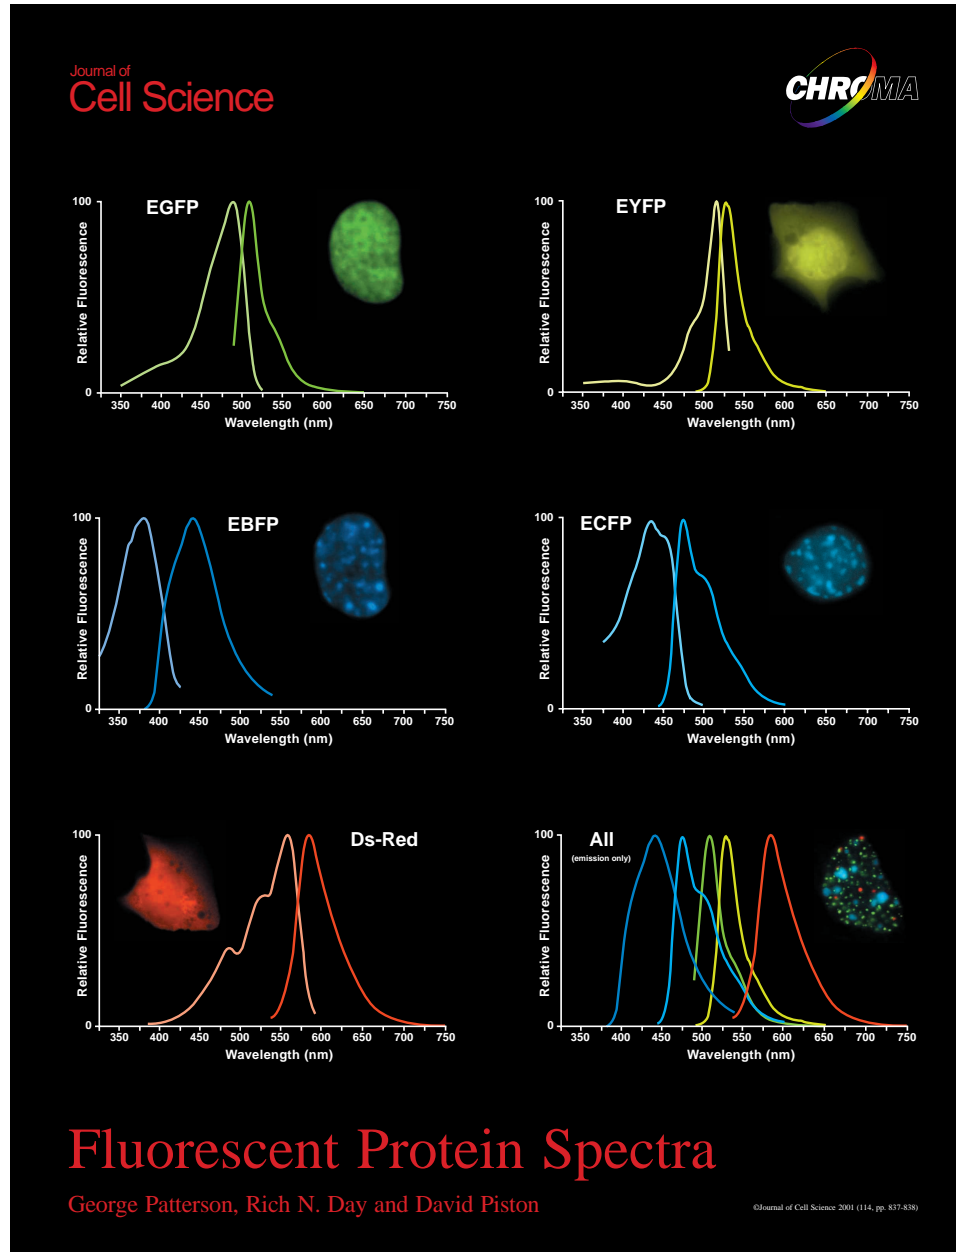 Journal of
Cell Science
CHROMA
EGFP
100
0
Relative Fluorescence
350 400 450 500 550 600 650 700 750
Wavelength (nm)
EYFP
100
0
Relative Fluorescence
350 400 450 500 550 600 650 700 750
Wavelength (nm)
EBFP
100
0
Relative Fluorescence
350 400 450 500 550 600 650 700 750
Wavelength (nm)
ECFP
100
0
Relative Fluorescence
350 400 450 500 550 600 650 700 750
Wavelength (nm)
Ds-Red
100
0
Relative Fluorescence
350 400 450 500 550 600 650 700 750
Wavelength (nm)
All
(emission only)
100
0
Relative Fluorescence
350 400 450 500 550 600 650 700 750
Wavelength (nm)
Fluorescent Protein Spectra
George Patterson, Rich N. Day and David Piston
©Journal of Cell Science 2001 (114, pp. 837-838)